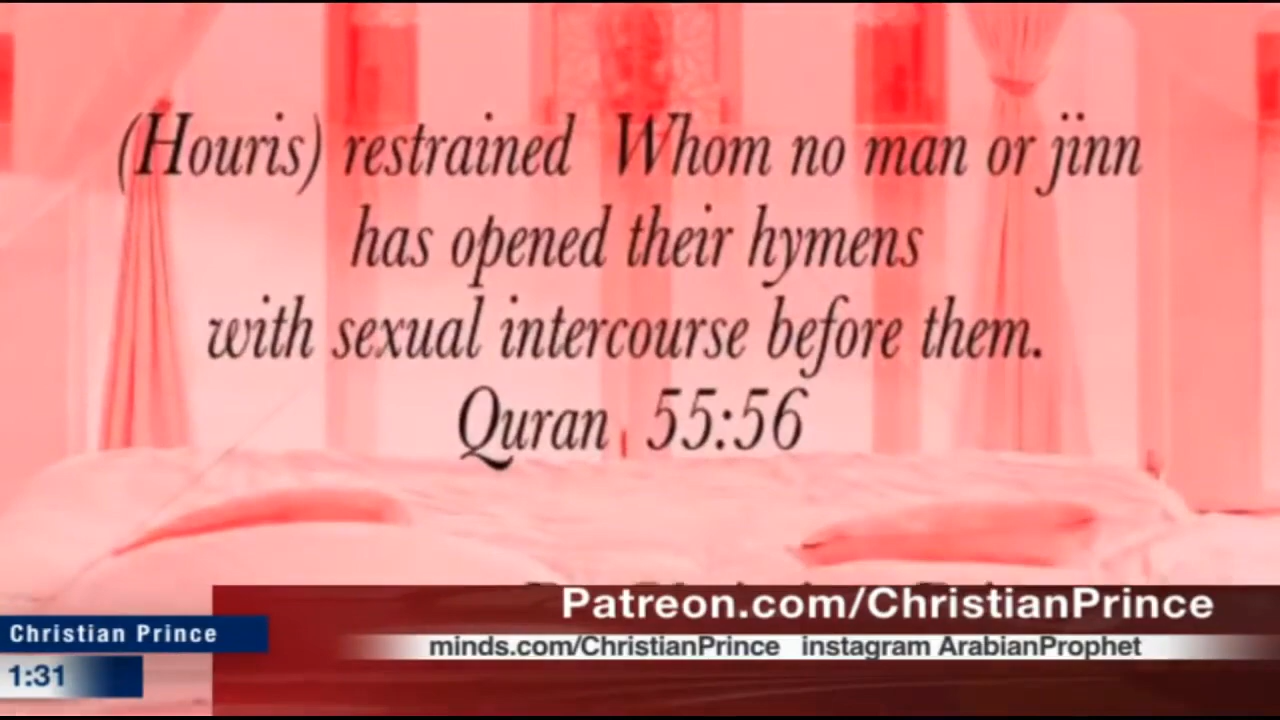 (Houris) restrained Whom no man or jinn
has opened their hymens
with sexual intercourse before them.
Quran 55:56
Patreon.com/ChristianPrince
Christian Prince
minds.com/ChristianPrince instagram ArabianProphet
1:31